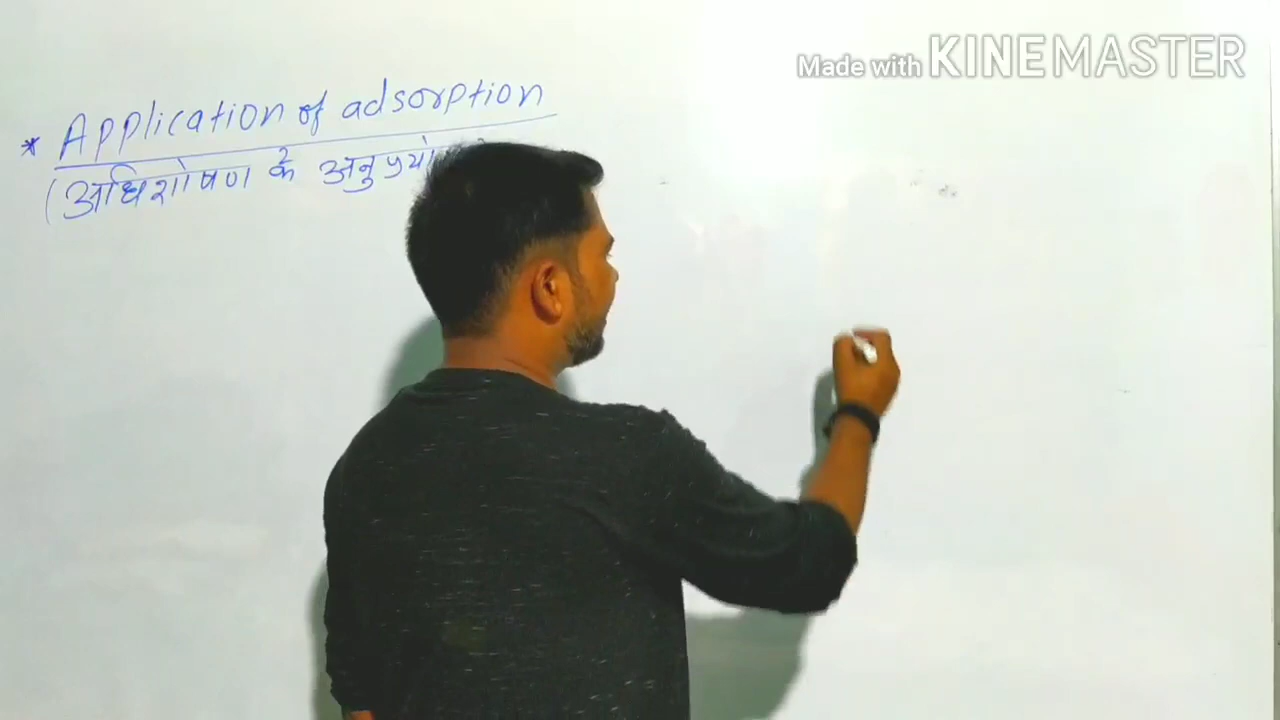 * Application of adsorption
(अधिशोषण के
Made with KINEMASTER